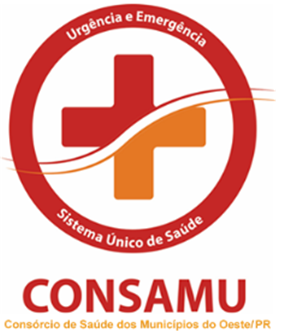 Urgência e Emergência
Sistema Único de Saúde
CONSAMU
Consórcio de Saúde dos Municípios do Oeste/PR